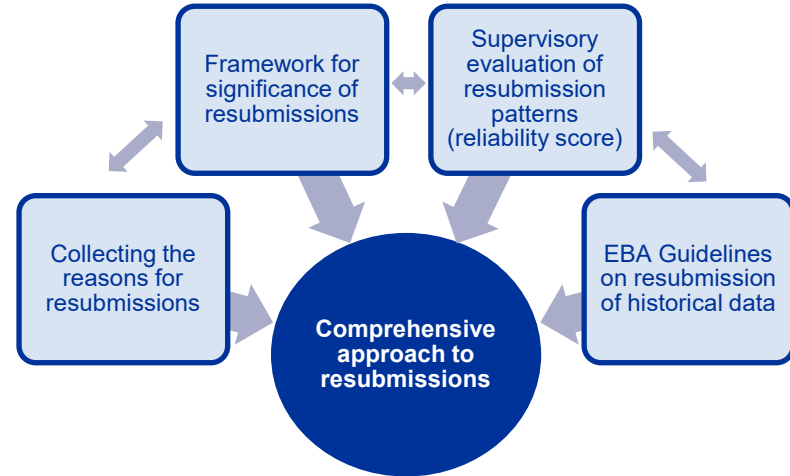 Framework for
significance of
resubmissions
Supervisory
evaluation of
resubmission
patterns
(reliability score)
Collecting the
reasons for
resubmissions
EBA Guidelines
on resubmission
of historical data
Comprehensive
approach to
resubmissions